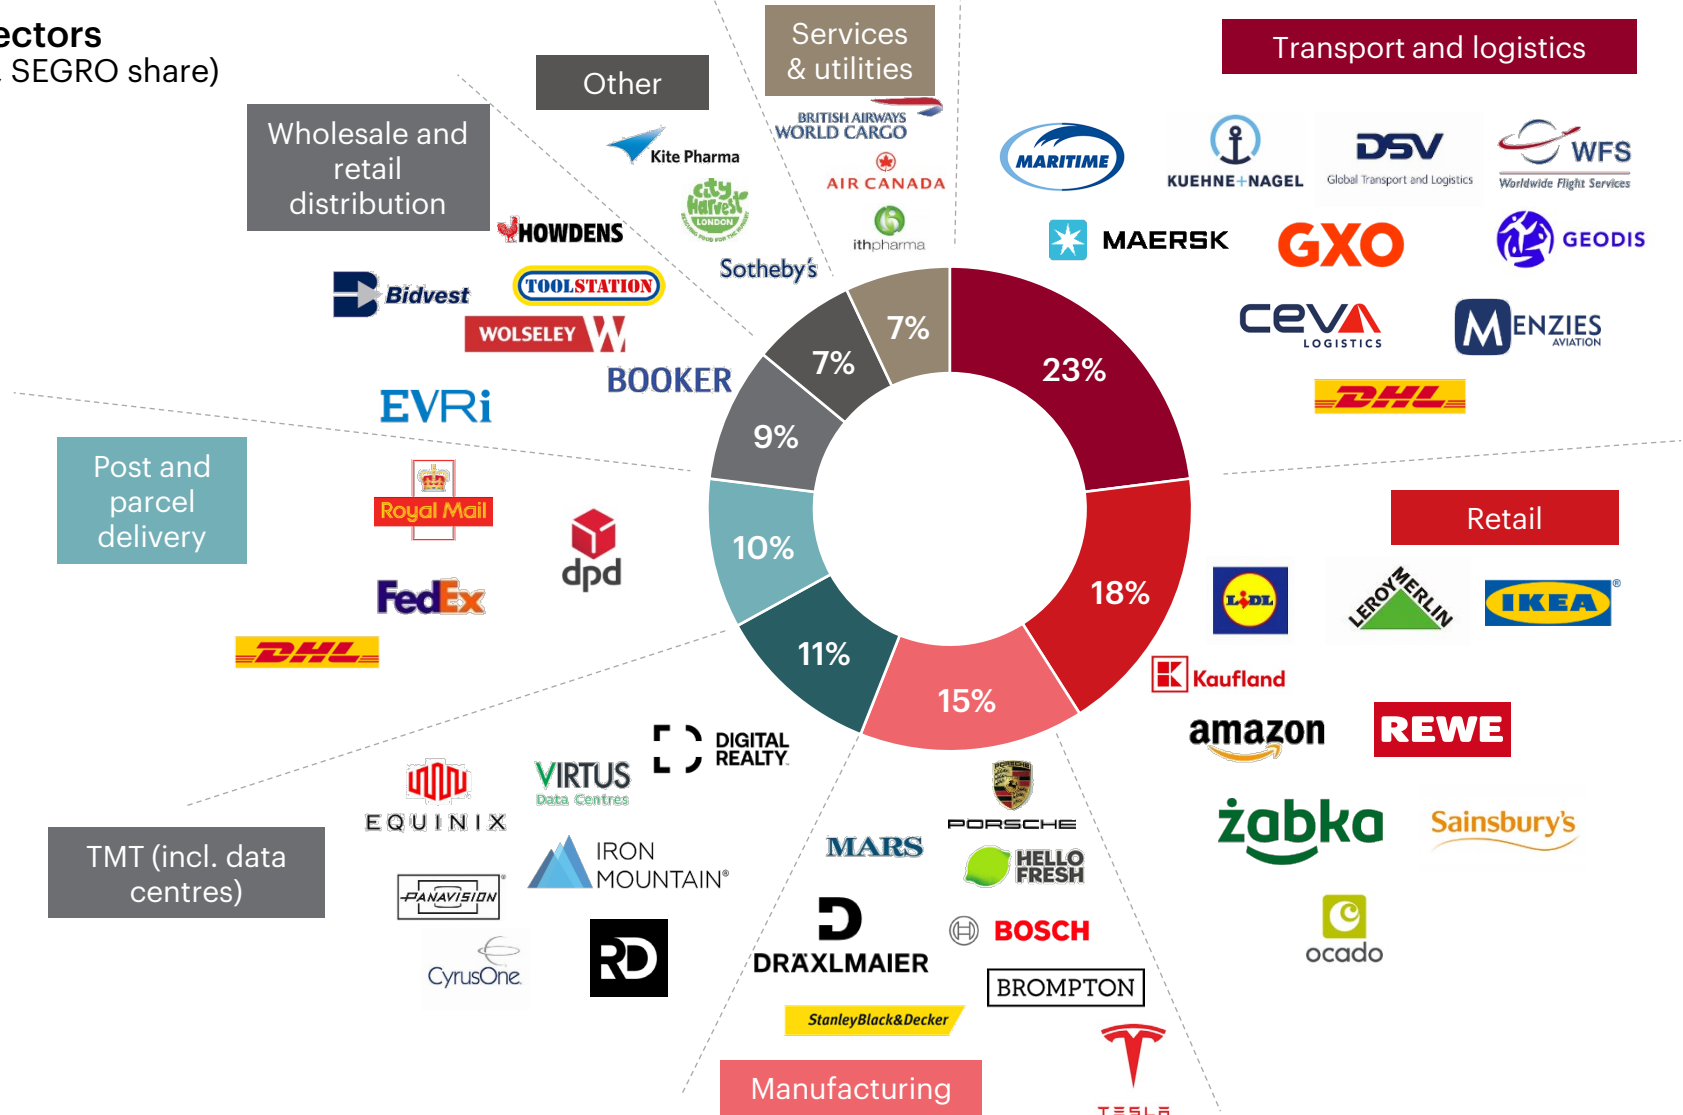 ectors
, SEGRO share)
Other
Services
& utilities
Transport and logistics
Wholesale and
retail
distribution
BRITISH AIRWAYS
WORLD CARGO
AIR CANADA
ithpharma
Kite Pharma
city
Harvest
LONDON
Sotheby's
HOWDENS
Bidvest
TOOLSTATION
WOLSELEY W
BOOKER
EVRi
MARITIME
KUEHNE+NAGEL
DSV
Global Transport and Logistics
WFS
Worldwide Flight Services
MAERSK
GXO
GEODIS
CEVA
LOGISTICS
MENZIES
AVIATION
DHL
7%
7%
23%
9%
10%
18%
11%
15%
Post and
parcel
delivery
Royal Mail
dpd
FedEx
DHL
Retail
LiDL
LEROY MERLIN
IKEA®
Kaufland
amazon
REWE
żabka
Sainsbury's
ocado
DIGITAL
REALTY
EQUINIX
VIRTUS
Data Centres
TMT (incl. data
centres)
IRON
MOUNTAIN®
PANAVISION®
CyrusOne
RD
PORSCHE
PORSCHE
MARS
HELLO
FRESH
D
DRÄXLMAIER
BOSCH
BROMPTON
StanleyBlack&Decker
Manufacturing
TESLA